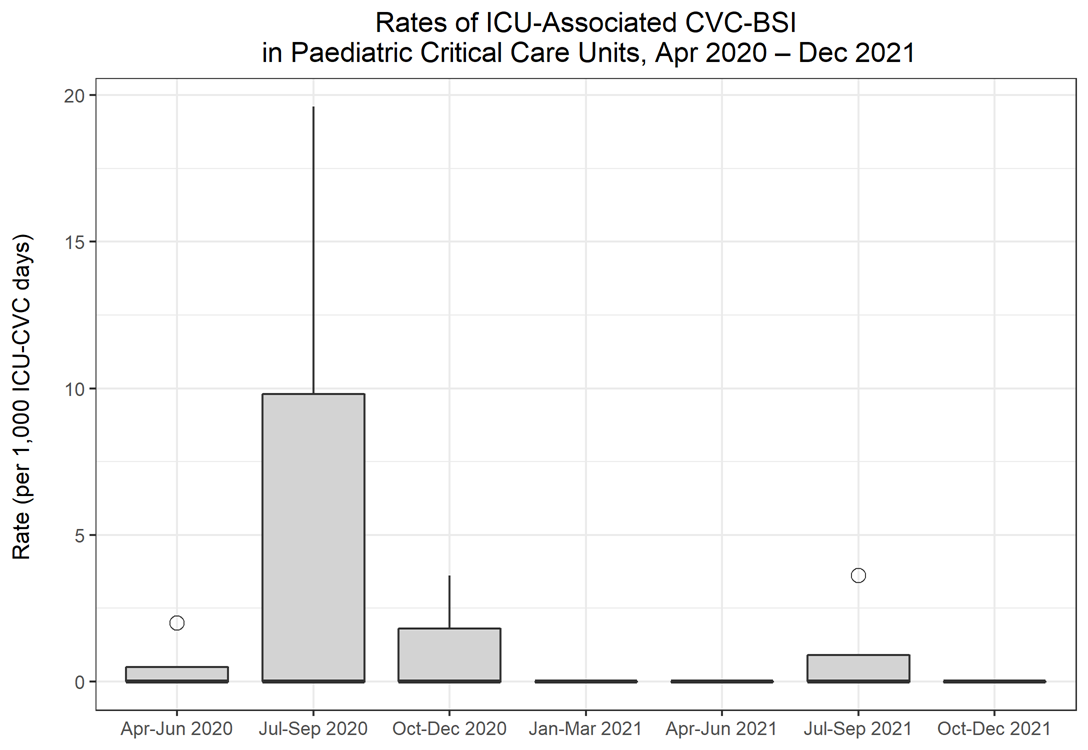 Rates of ICU-Associated CVC-BSI
in Paediatric Critical Care Units, Apr 2020 – Dec 2021
Rate (per 1,000 ICU-CVC days)
20
15
10
5
0
Apr-Jun 2020 Jul-Sep 2020 Oct-Dec 2020 Jan-Mar 2021 Apr-Jun 2021 Jul-Sep 2021 Oct-Dec 2021